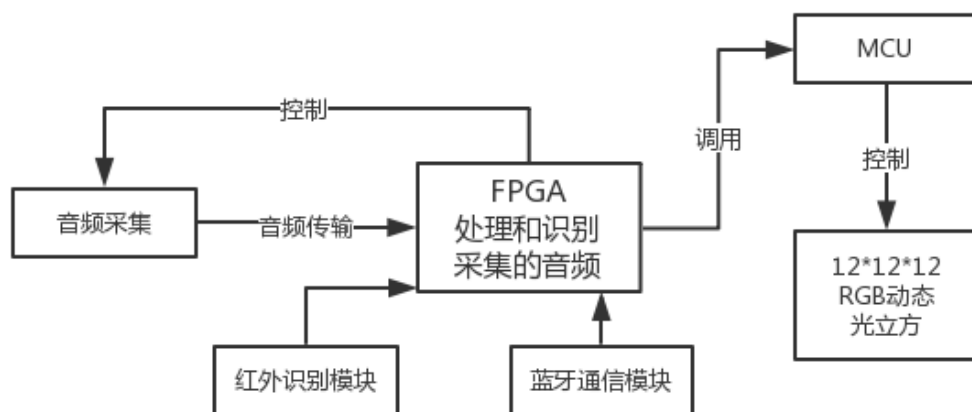 MCU
控制
调用
控制
FPGA
处理和识别
采集的音频
音频采集
音频传输
12*12*12
RGB动态
光立方
红外识别模块
蓝牙通信模块